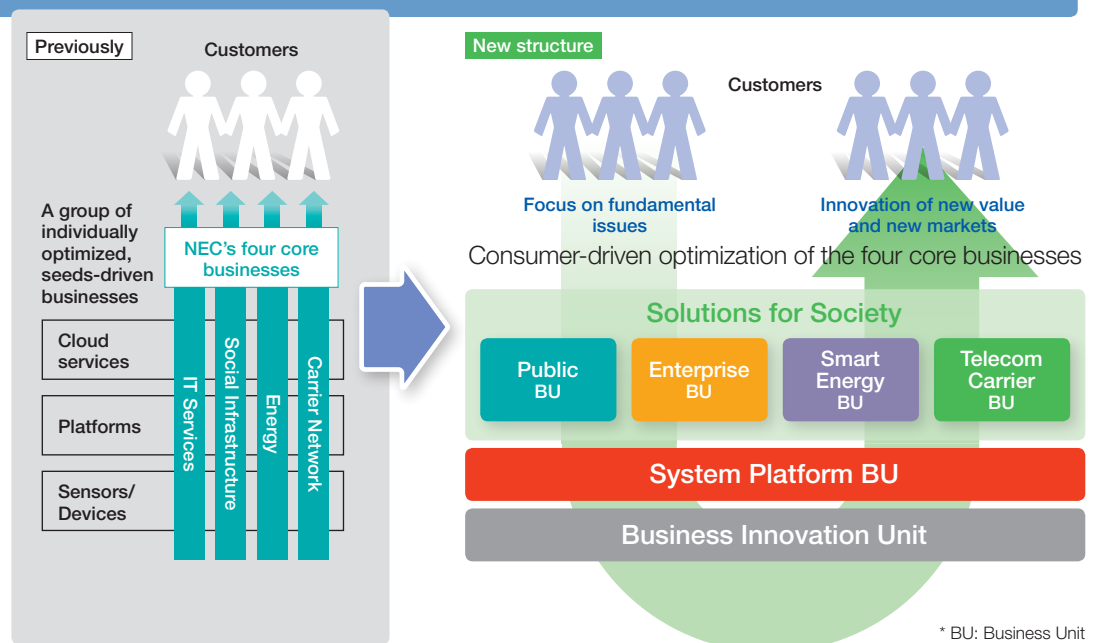 Previously
Customers
A group of
individually
optimized,
seeds-driven
businesses
NEC's four core
businesses
Cloud
services
Platforms
Sensors/
Devices
IT Services
Social Infrastructure
Energy
Carrier Network
New structure
Customers
Focus on fundamental
issues
Innovation of new value
and new markets
Consumer-driven optimization of the four core businesses
Solutions for Society
Public
BU
Enterprise
BU
Smart
Energy
BU
Telecom
Carrier
BU
System Platform BU
Business Innovation Unit
* BU: Business Unit